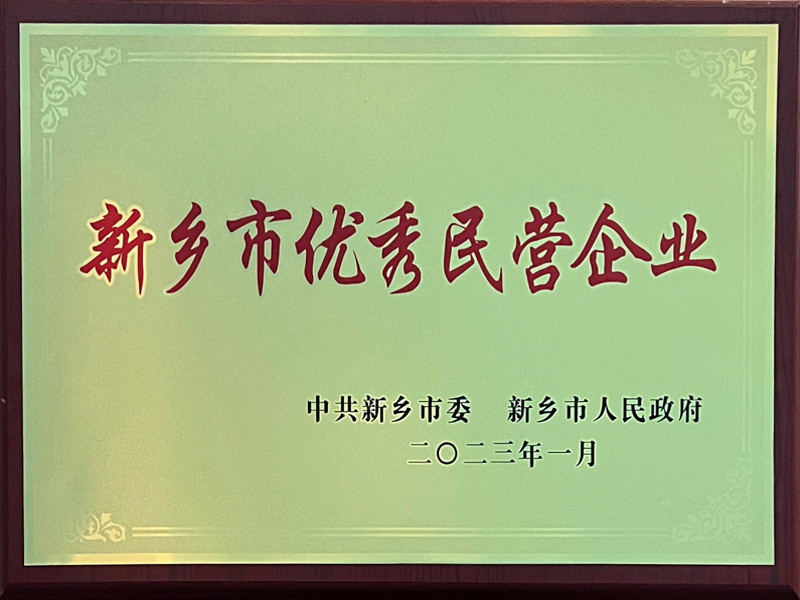 新乡市优秀民营企业
中共新乡市委 新乡市人民政府
二〇二三年一月